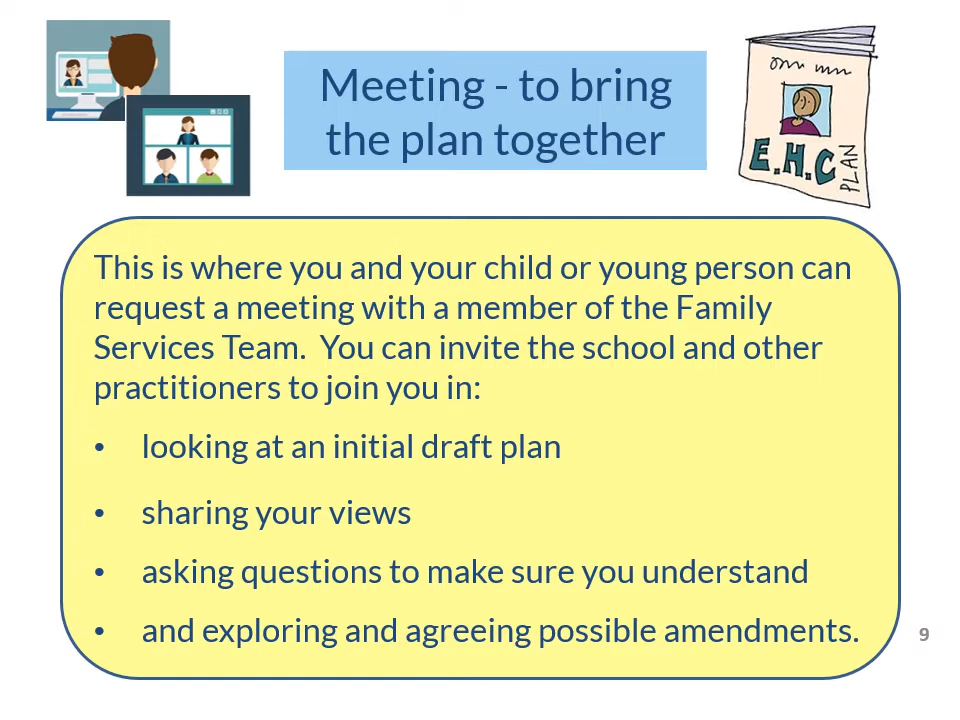 Meeting - to bring
the plan together
E.H.C
PLAN
This is where you and your child or young person can
request a meeting with a member of the Family
Services Team.  You can invite the school and other
practitioners to join you in:
• looking at an initial draft plan
• sharing your views
• asking questions to make sure you understand
• and exploring and agreeing possible amendments.
9